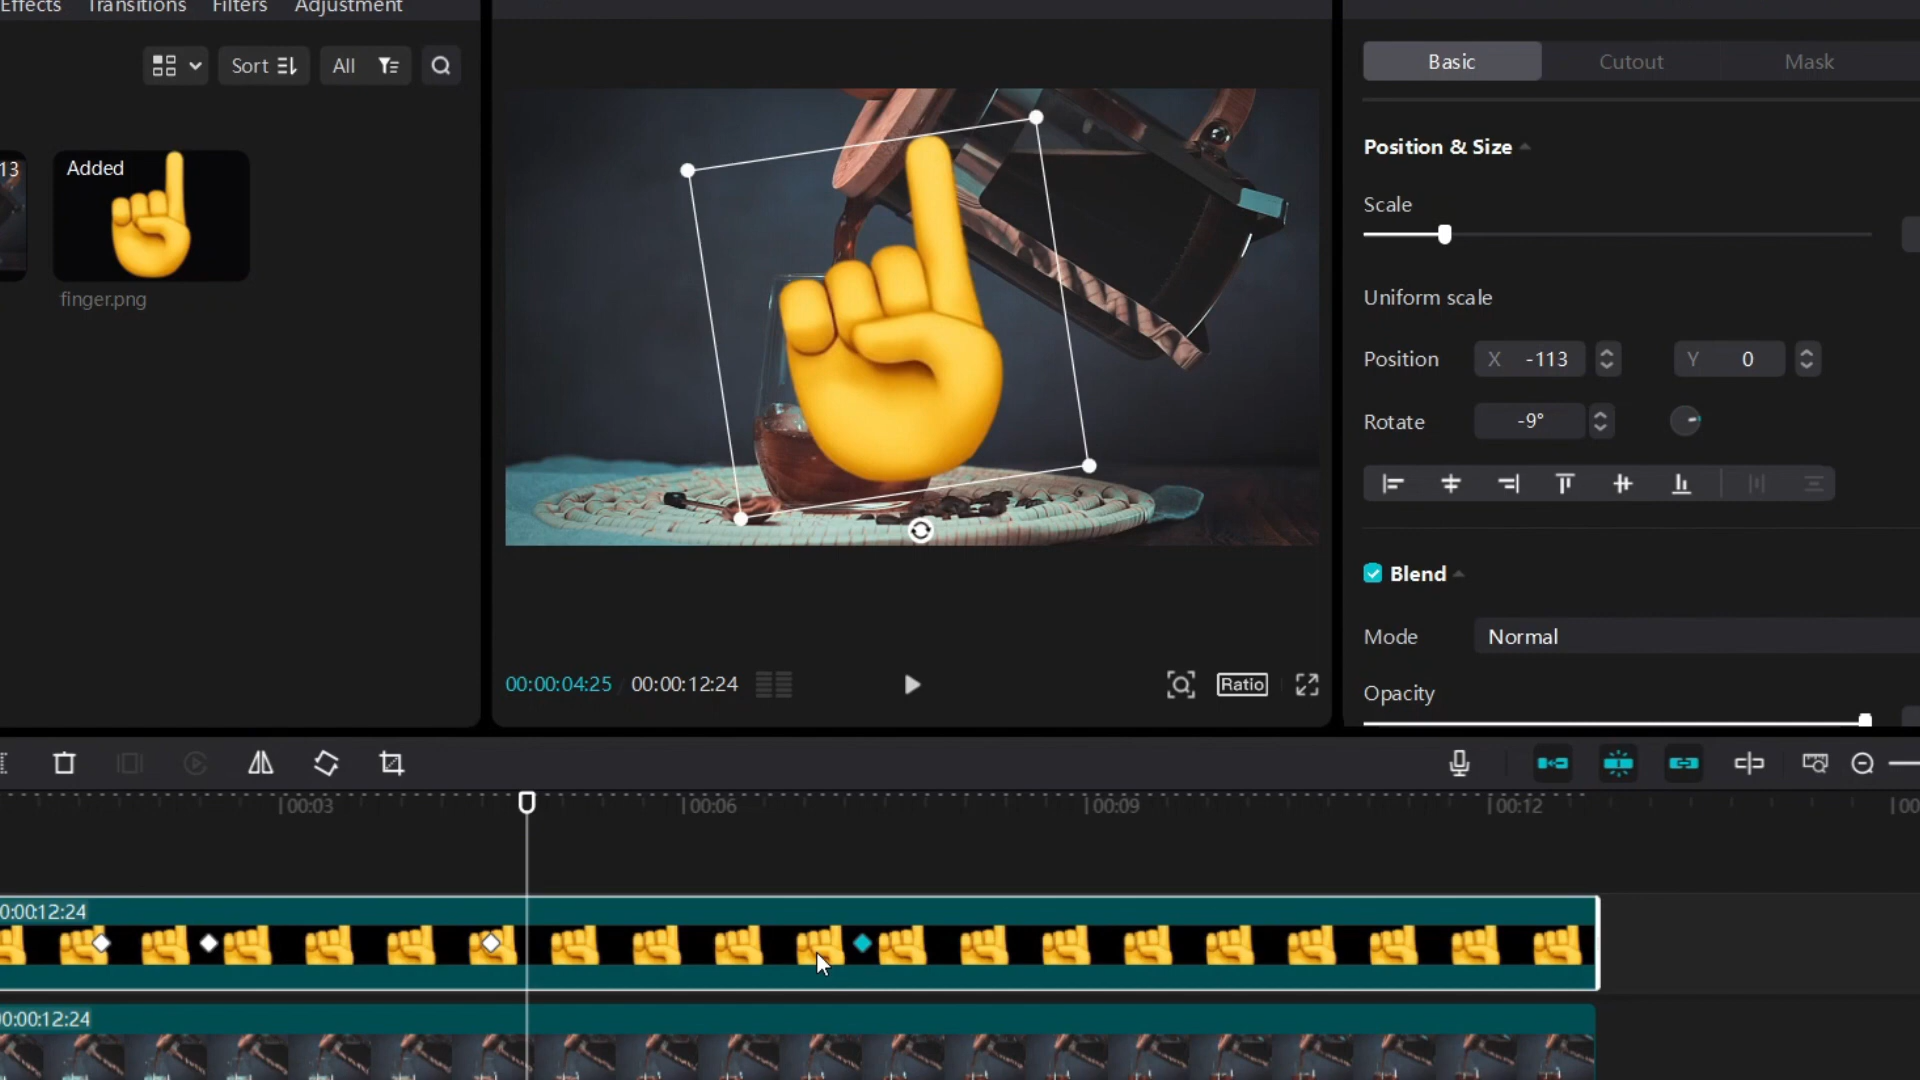 Effects Transitions Filters Adjustment
Sort All
Basic Cutout Mask
13 Added
finger.png
Position & Size
Scale
Uniform scale
Position X -113 Y 0
Rotate -9°
Blend
Mode Normal
Opacity
00:00:04:25 / 00:00:12:24 Ratio
00:03 00:06 00:09 00:12 00
0:00:12:24
0:00:12:24